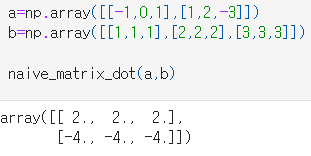 a=np.array([[-1,0,1],[1,2,-3]])
b=np.array([[1,1,1],[2,2,2],[3,3,3]])
naive_matrix_dot(a,b)
array([[ 2., 2., 2.],
[-4., -4., -4.]])